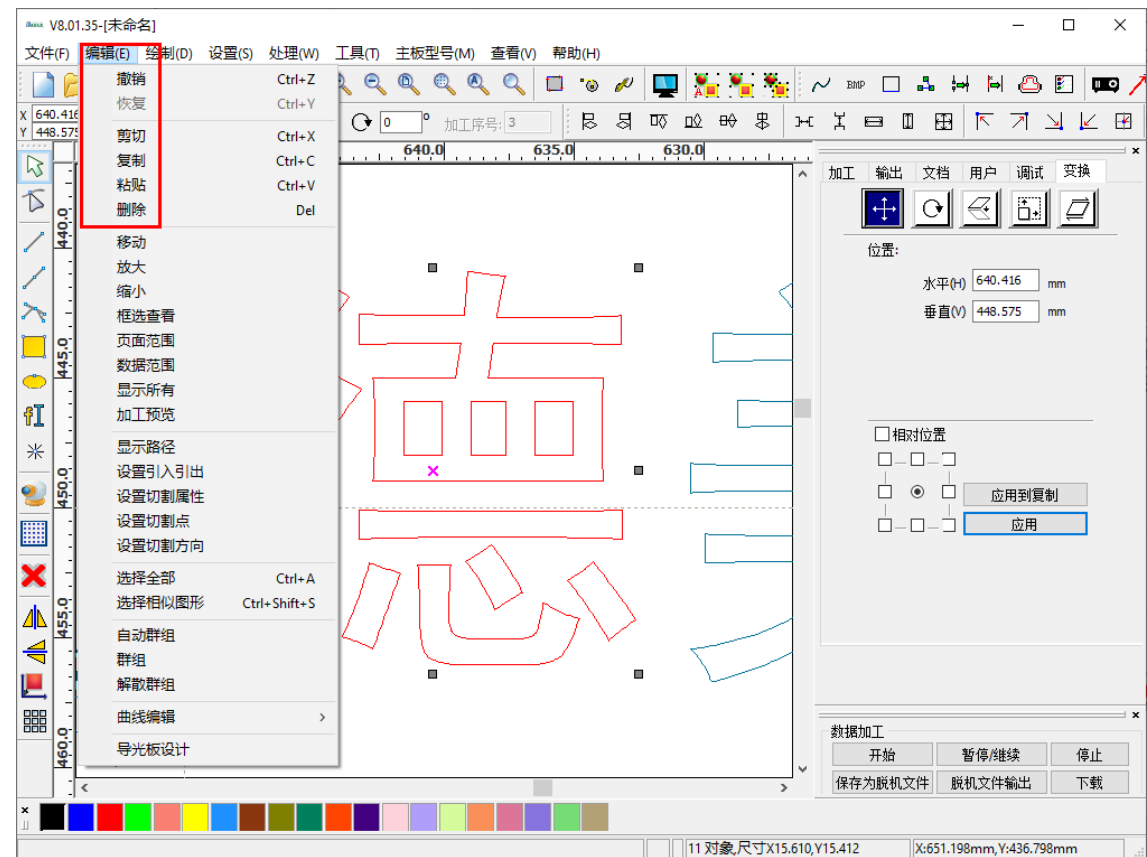 V8.01.35-[未命名]
文件(F) 编辑(E) 绘制(D) 设置(S) 处理(W) 工具(T) 主板型号(M) 查看(V) 帮助(H)
撤销 Ctrl+Z
恢复 Ctrl+Y
剪切 Ctrl+X
复制 Ctrl+C
粘贴 Ctrl+V
删除 Del
移动
放大
缩小
框选查看
页面范围
数据范围
显示所有
加工预览
显示路径
设置引入引出
设置切割属性
设置切割点
设置切割方向
选择全部 Ctrl+A
选择相似图形 Ctrl+Shift+S
自动群组
群组
解散群组
曲线编辑
导光板设计
BMP
X 640.416
Y 448.575
0 °
加工序号: 3
640.0 635.0 630.0
440.0
445.0
450.0
455.0
460.0
德
加工 输出 文档 用户 调试 变换
位置:
水平(H) 640.416 mm
垂直(V) 448.575 mm
相对位置
应用到复制
应用
数据加工
开始 暂停/继续 停止
保存为脱机文件 脱机文件输出 下载
11 对象,尺寸X15.610,Y15.412 X:651.198mm,Y:436.798mm